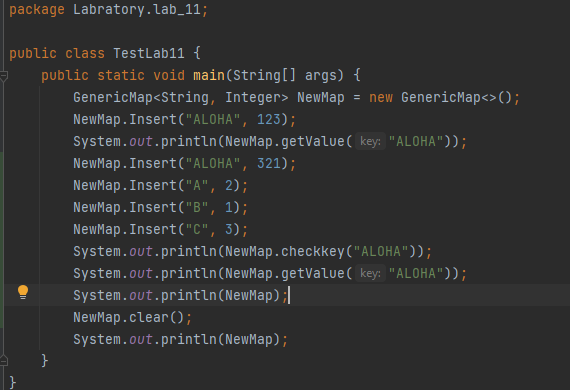 package Labratory.lab_11;
public class TestLab11 {
public static void main(String[] args) {
GenericMap<String, Integer> NewMap = new GenericMap<>();
NewMap.Insert("ALOHA", 123);
System.out.println(NewMap.getValue( key: "ALOHA"));
NewMap.Insert("ALOHA", 321);
NewMap.Insert("A", 2);
NewMap.Insert("B", 1);
NewMap.Insert("C", 3);
System.out.println(NewMap.checkkey("ALOHA"));
System.out.println(NewMap.getValue( key: "ALOHA"));
System.out.println(NewMap);
NewMap.clear();
System.out.println(NewMap);
}
}